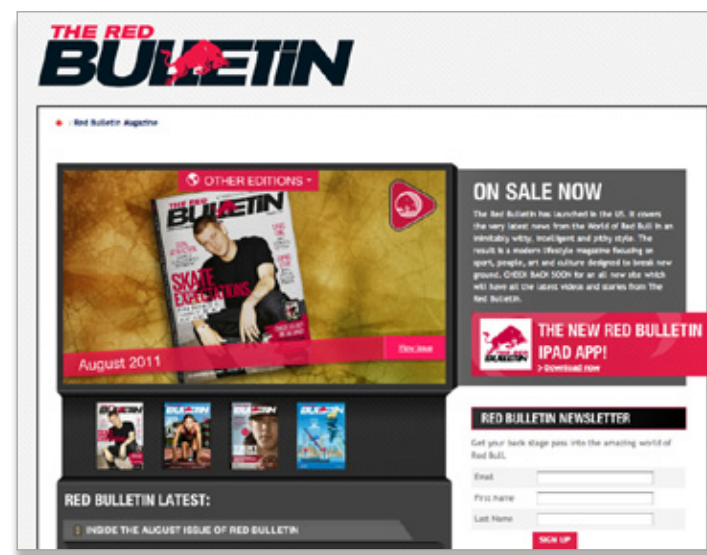 THE RED
BULLETIN
: Red Bulletin Magazine
OTHER EDITIONS
THE RED
BULLETIN
SKATE
EXPECTATIONS
August 2011
View Issue
ON SALE NOW
The Red Bulletin has launched in the US. It covers
the very latest news from the World of Red Bull in an
inimitably witty, intelligent and pithy style. The
result is a modern lifestyle magazine focusing on
sport, people, art and culture designed to break new
ground. CHECK BACK SOON for an all new site which
will have all the latest videos and stories from The
Red Bulletin.
THE NEW RED BULLETIN
IPAD APP!
> Download now
BULLETIN
BULLETIN
BULLETIN
BULLETIN
RED BULLETIN NEWSLETTER
Get your back stage pass into the amazing world of
Red Bull.
Email
First Name
Last Name
SIGN UP
RED BULLETIN LATEST:
INSIDE THE AUGUST ISSUE OF RED BULLETIN